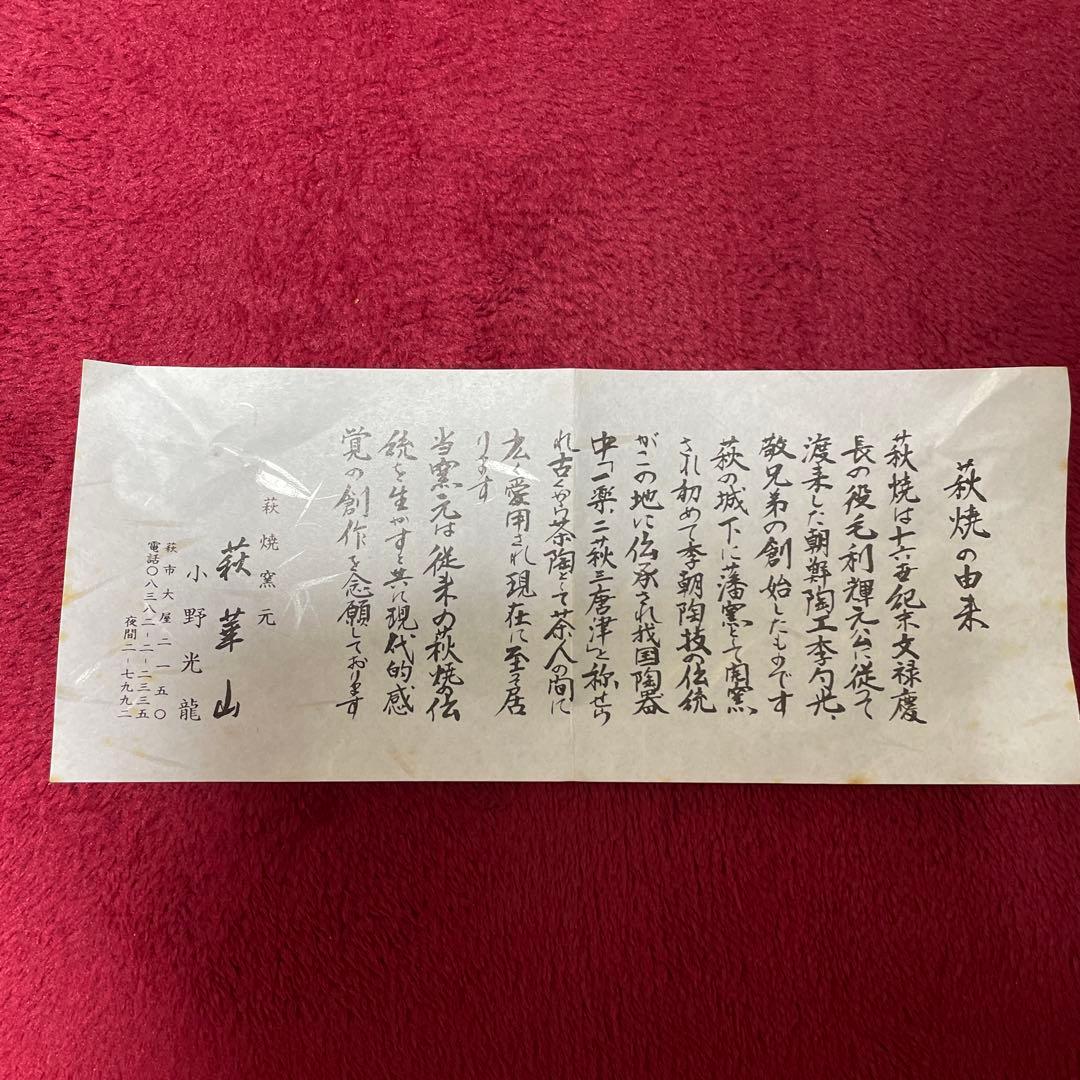 萩焼の由来
萩焼は十六世紀末文禄慶
長の役毛利輝元公に従って
渡来した朝鮮陶工李勺光、
敬兄弟の創始したものです
萩の城下に藩窯として開窯
され初めて李朝陶技の伝統
がこの地に伝承され我国陶器
中「一楽二萩三唐津」と称せら
れ古くから茶陶として茶人の間に
広く愛用され現在に至って居
ります
当窯元は従来の萩焼の伝
統を生かすと共に現代的感
覚の創作を念願しております
萩焼窯元
萩華山
小野光龍
萩市大屋二一五〇
電話〇八三八二－二－二三三五
夜間二－七九九二